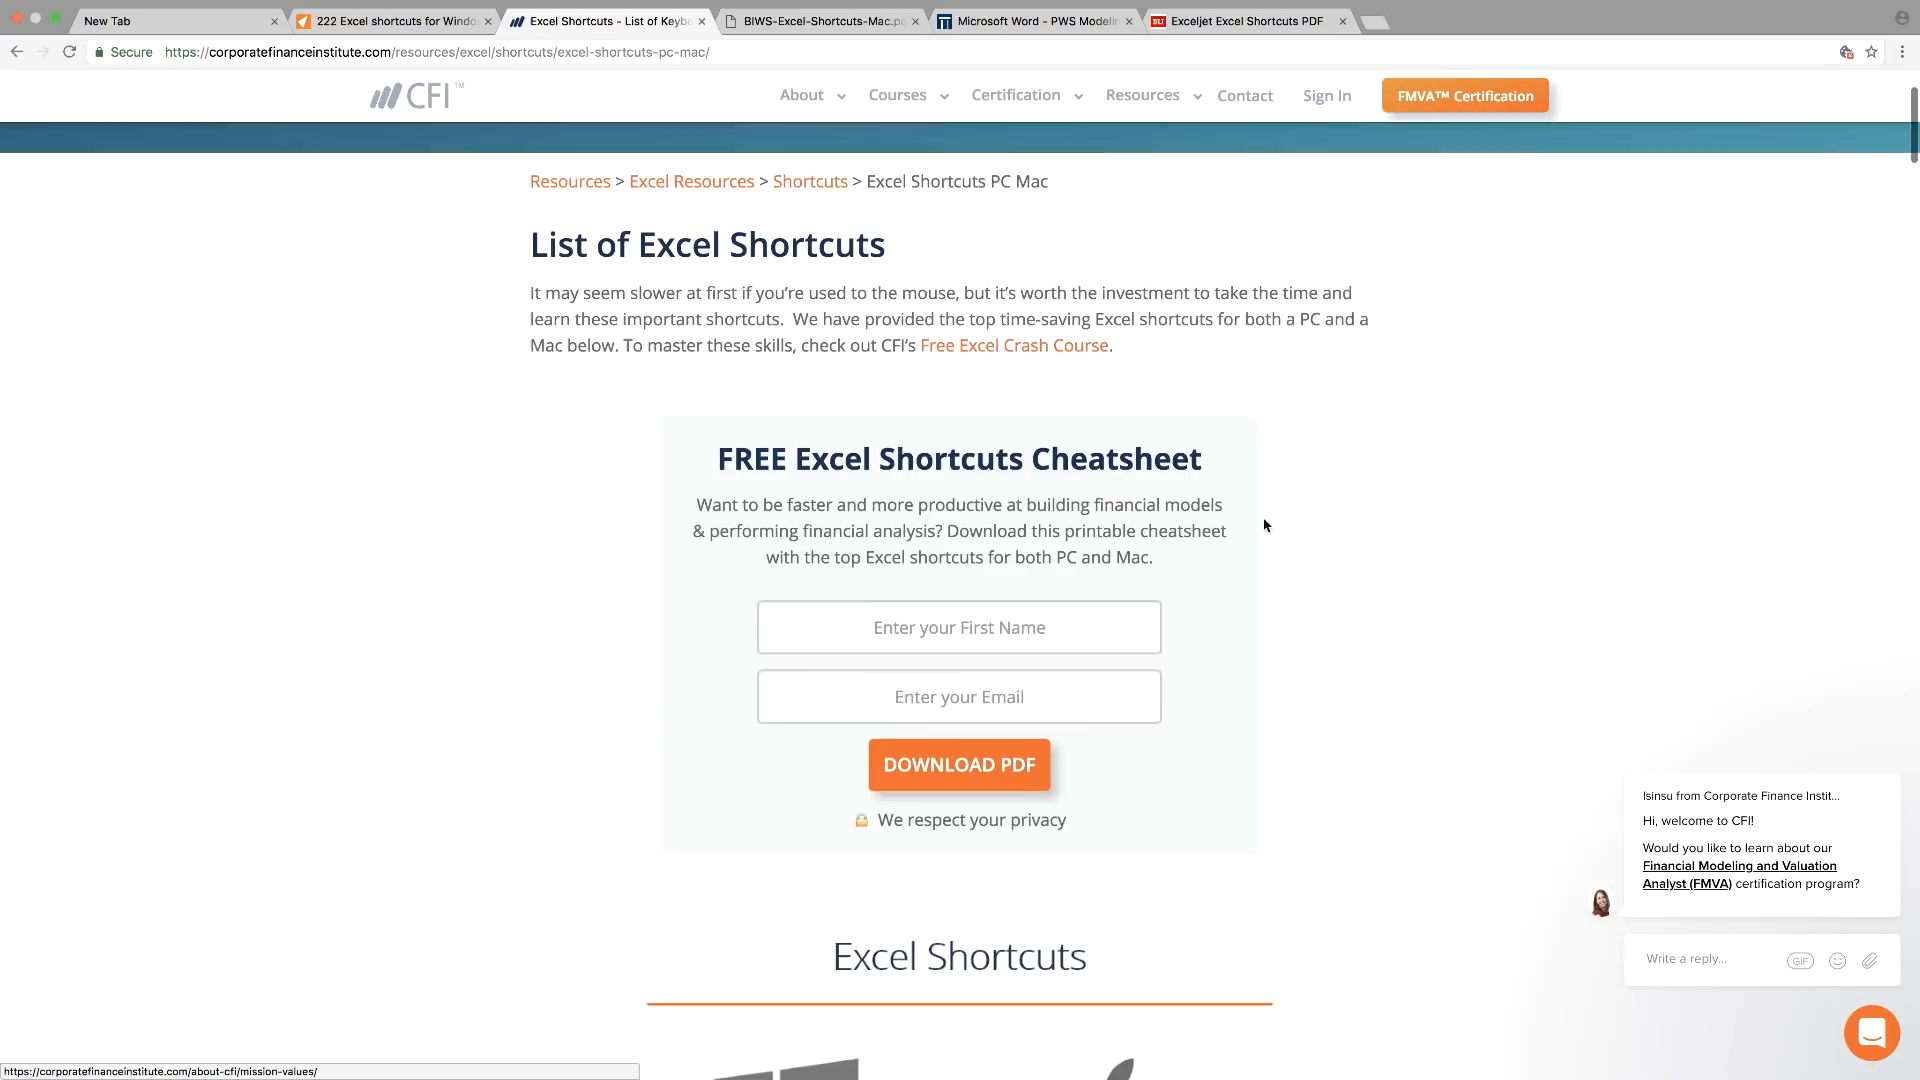 New Tab
222 Excel shortcuts for Windo
Excel Shortcuts - List of Keybo
BIWS-Excel-Shortcuts-Mac.p
Microsoft Word - PWS Modelin
EU Exceljet Excel Shortcuts PDF
Secure https://corporatefinanceinstitute.com/resources/excel/shortcuts/excel-shortcuts-pc-mac/
CFI™
About
Courses
Certification
Resources
Contact
Sign In
FMVA™ Certification
Resources > Excel Resources > Shortcuts > Excel Shortcuts PC Mac
List of Excel Shortcuts
It may seem slower at first if you're used to the mouse, but it's worth the investment to take the time and
learn these important shortcuts. We have provided the top time-saving Excel shortcuts for both a PC and a
Mac below. To master these skills, check out CFI's Free Excel Crash Course.
FREE Excel Shortcuts Cheatsheet
Want to be faster and more productive at building financial models
& performing financial analysis? Download this printable cheatsheet
with the top Excel shortcuts for both PC and Mac.
Enter your First Name
Enter your Email
DOWNLOAD PDF
We respect your privacy
Isinsu from Corporate Finance Instit...
Hi, welcome to CFI!
Would you like to learn about our
Financial Modeling and Valuation
Analyst (FMVA) certification program?
Write a reply...
GIF
Excel Shortcuts
https://corporatefinanceinstitute.com/about-cfi/mission-values/